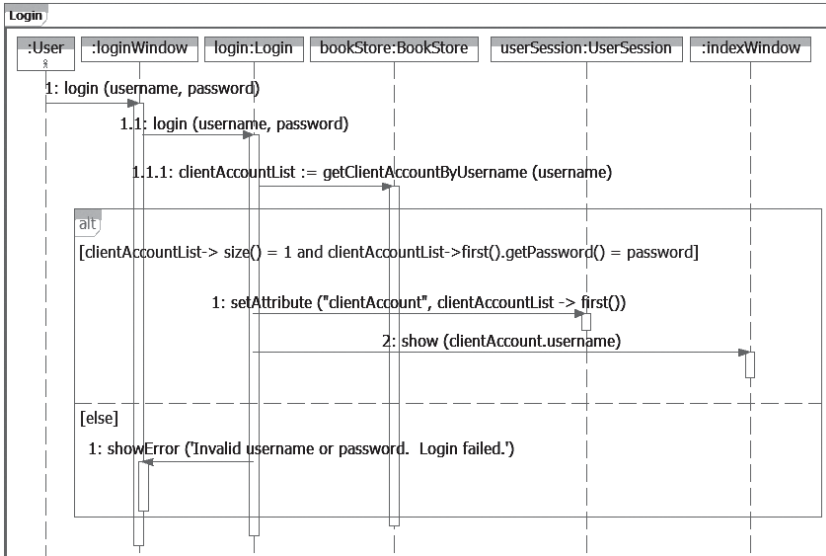 Login
:User
:loginWindow
login:Login
bookStore:BookStore
userSession:UserSession
:indexWindow
1: login (username, password)
1.1: login (username, password)
1.1.1: clientAccountList := getClientAccountByUsername (username)
alt
[clientAccountList-> size() = 1 and clientAccountList->first().getPassword() = password]
1: setAttribute ("clientAccount", clientAccountList -> first())
2: show (clientAccount.username)
[else]
1: showError ('Invalid username or password.  Login failed.')